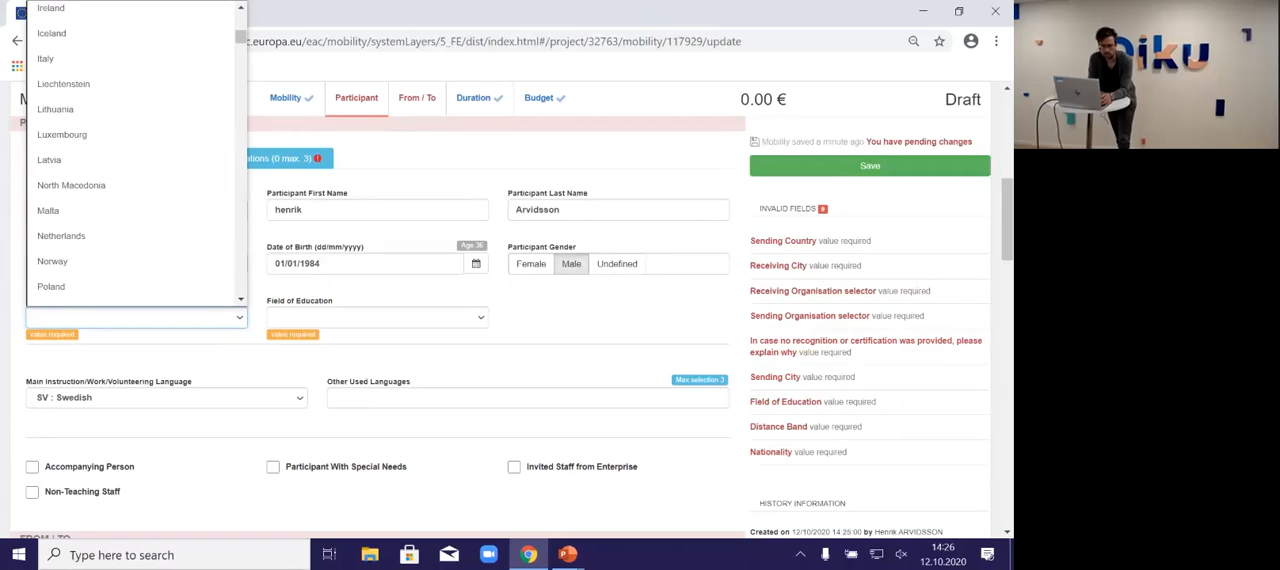 Ireland
Iceland
Italy
Liechtenstein
Lithuania
Luxembourg
Latvia
North Macedonia
Malta
Netherlands
Norway
Poland
c.europa.eu/eac/mobility/systemLayers/5_FE/dist/index.html#/project/32763/mobility/117929/update
Mobility
Participant
From / To
Duration
Budget
0.00 €
Draft
Mobility saved a minute ago You have pending changes
Save
ations (0 max. 3)
Participant First Name
henrik
Participant Last Name
Arvidsson
Date of Birth (dd/mm/yyyy)
Age 36
01/01/1984
Participant Gender
Female
Male
Undefined
Field of Education
value required
value required
Main Instruction/Work/Volunteering Language
SV : Swedish
Other Used Languages
Max selection 3
Accompanying Person
Participant With Special Needs
Invited Staff from Enterprise
Non-Teaching Staff
FROM / TO
INVALID FIELDS 9
Sending Country value required
Receiving City value required
Receiving Organisation selector value required
Sending Organisation selector value required
In case no recognition or certification was provided, please
explain why value required
Sending City value required
Field of Education value required
Distance Band value required
Nationality value required
HISTORY INFORMATION
Created on 12/10/2020 14:25:00 by Henrik ARVIDSSON
Type here to search
14:26
12.10.2020
piku